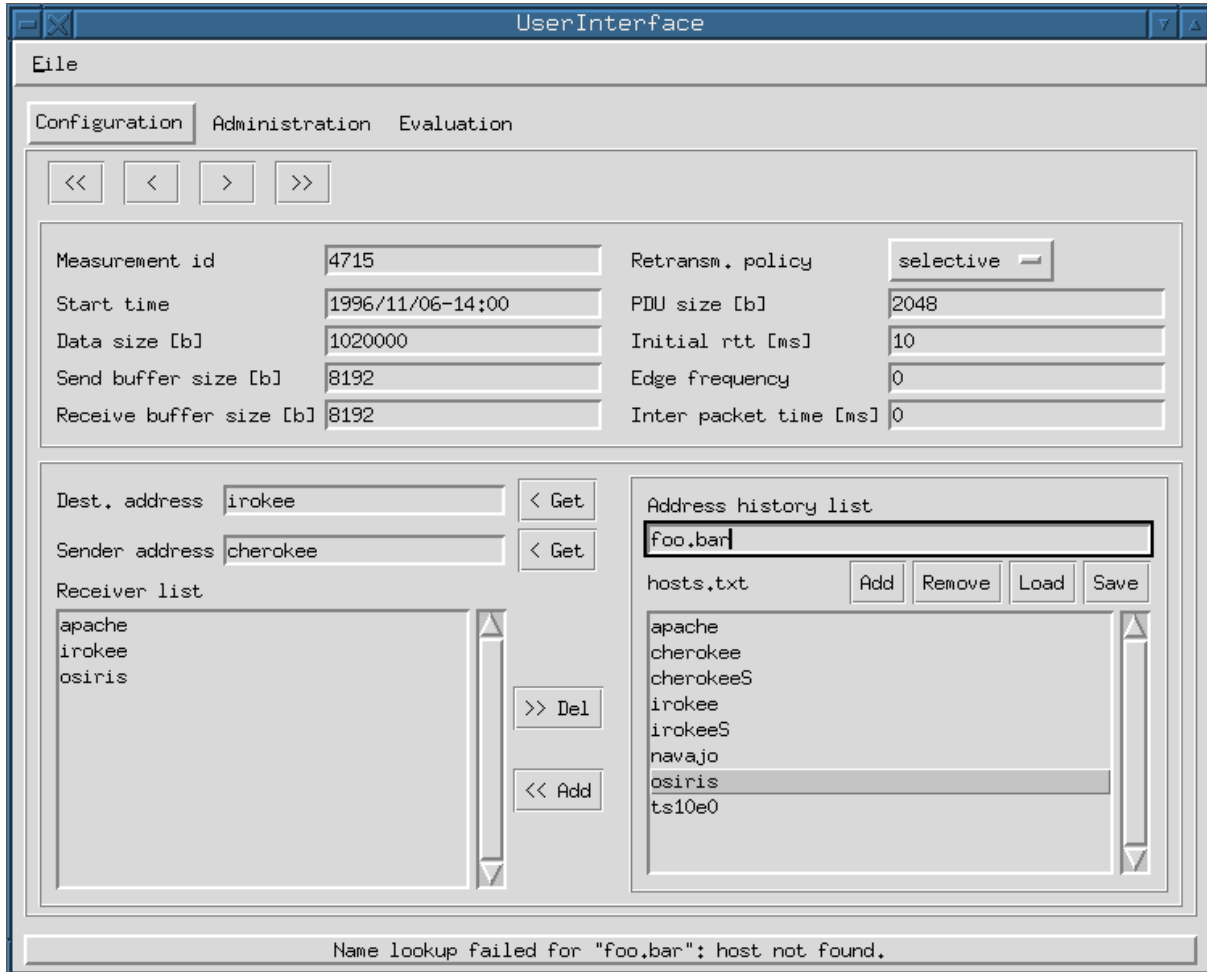 UserInterface
File
Configuration Administration Evaluation
<< < > >>
Measurement id 4715 Retransm. policy selective
Start time 1996/11/06-14:00 PDU size [b] 2048
Data size [b] 1020000 Initial rtt [ms] 10
Send buffer size [b] 8192 Edge frequency 0
Receive buffer size [b] 8192 Inter packet time [ms] 0
Dest. address irokee < Get
Sender address cherokee < Get
Receiver list
apache
irokee
osiris
>> Del
<< Add
Address history list
foo.bar
hosts.txt Add Remove Load Save
apache
cherokee
cherokeeS
irokee
irokeeS
navajo
osiris
ts10e0
Name lookup failed for "foo.bar": host not found.